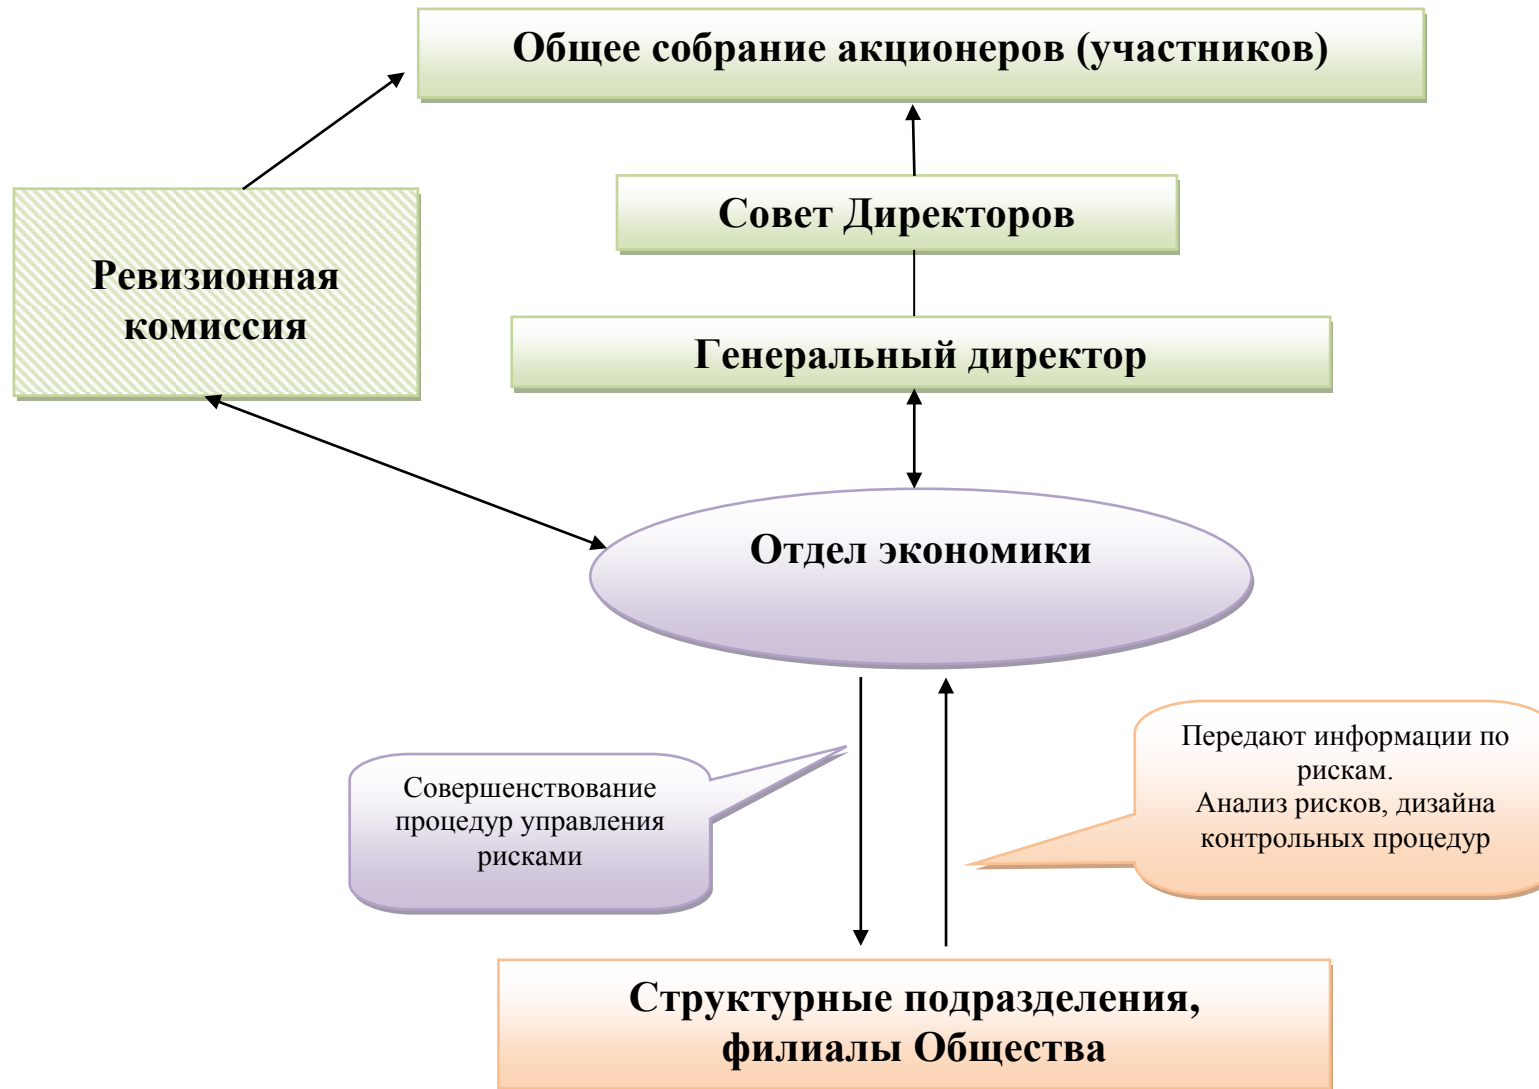 Общее собрание акционеров (участников)
Совет Директоров
Ревизионная
комиссия
Генеральный директор
Отдел экономики
Совершенствование
процедур управления
рисками
Передают информации по
рискам.
Анализ рисков, дизайна
контрольных процедур
Структурные подразделения,
филиалы Общества